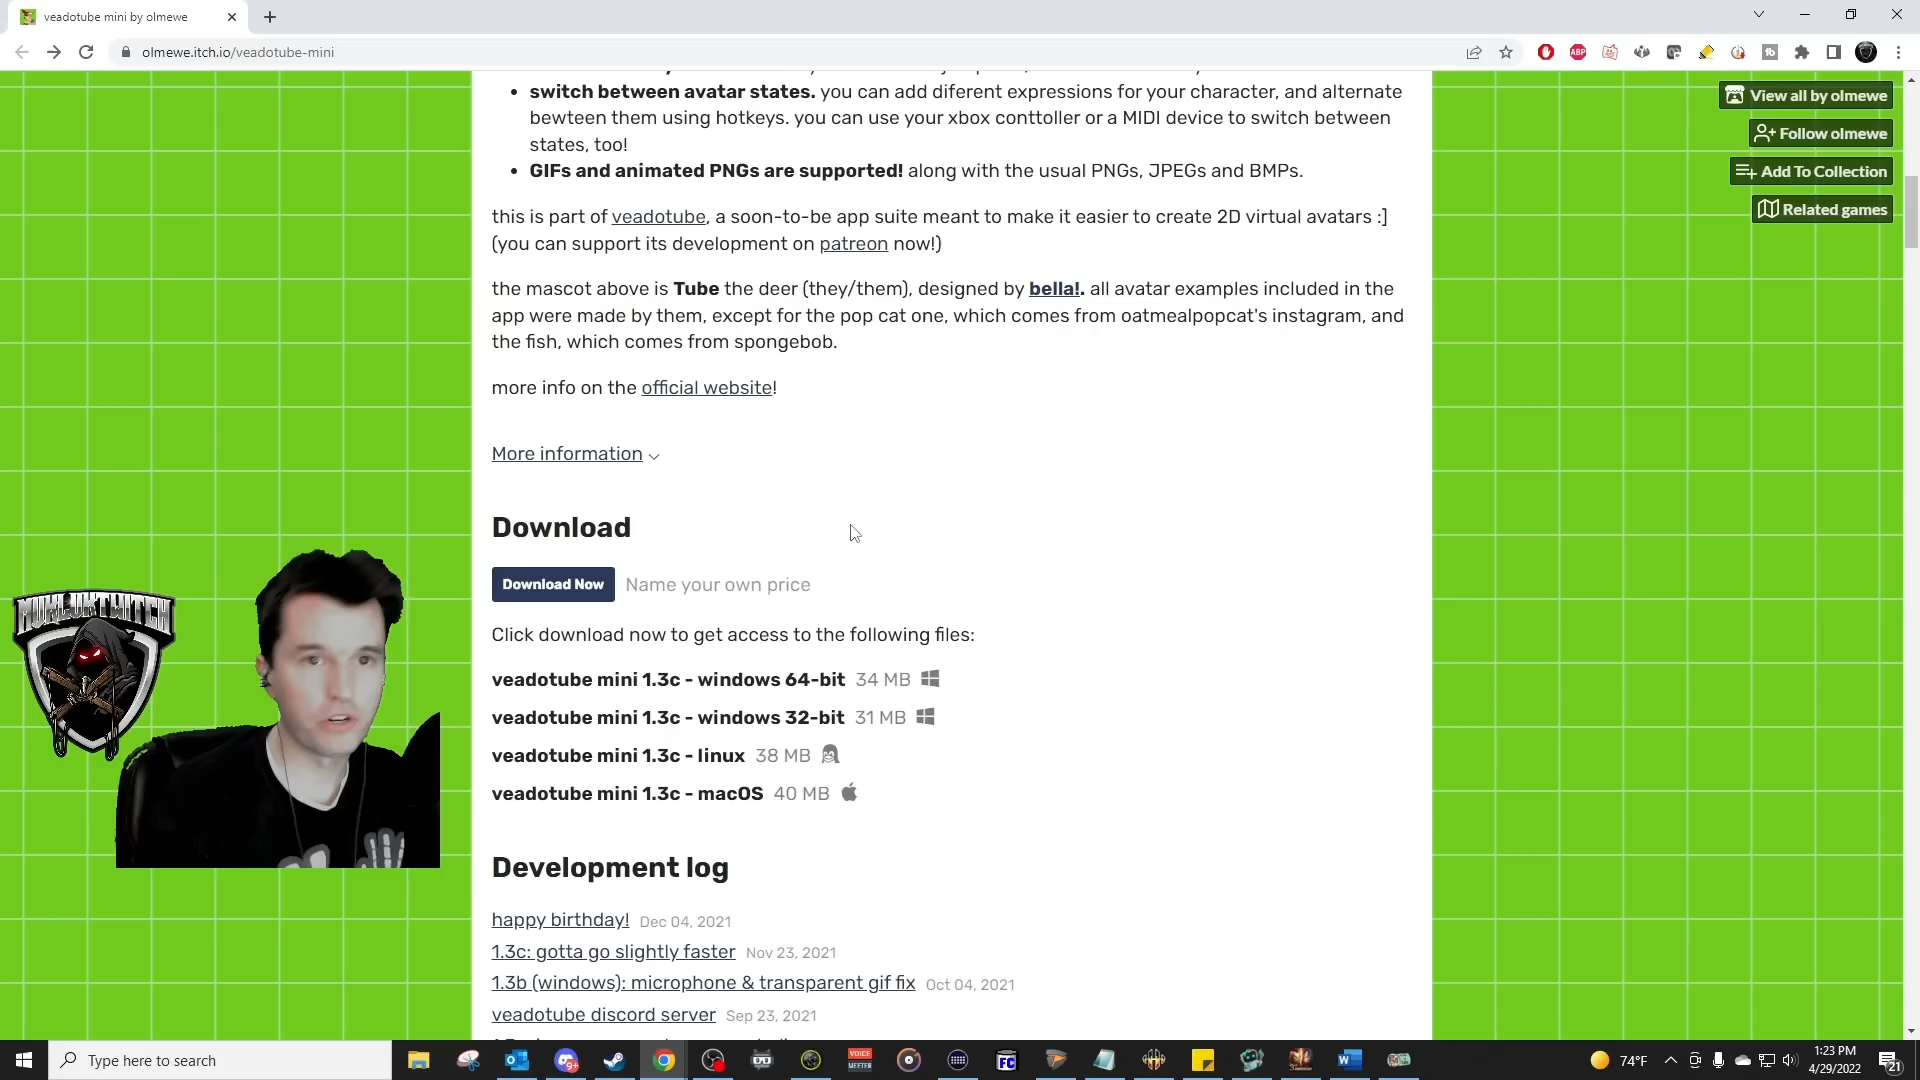 veadotube mini by olmewe
olmewe.itch.io/veadotube-mini
View all by olmewe
Follow olmewe
Add To Collection
Related games
switch between avatar states. you can add diferent expressions for your character, and alternate
bewteen them using hotkeys. you can use your xbox conttoller or a MIDI device to switch between
states, too!
GIFs and animated PNGs are supported! along with the usual PNGs, JPEGs and BMPs.
this is part of veadotube, a soon-to-be app suite meant to make it easier to create 2D virtual avatars :]
(you can support its development on patreon now!)
the mascot above is Tube the deer (they/them), designed by bella!. all avatar examples included in the
app were made by them, except for the pop cat one, which comes from oatmealpopcat's instagram, and
the fish, which comes from spongebob.
more info on the official website!
More information
Download
Download Now Name your own price
Click download now to get access to the following files:
veadotube mini 1.3c - windows 64-bit 34 MB
veadotube mini 1.3c - windows 32-bit 31 MB
veadotube mini 1.3c - linux 38 MB
veadotube mini 1.3c - macOS 40 MB
Development log
happy birthday! Dec 04, 2021
1.3c: gotta go slightly faster Nov 23, 2021
1.3b (windows): microphone & transparent gif fix Oct 04, 2021
veadotube discord server Sep 23, 2021
MUKLUKTWITCH
ABP
Type here to search
9+
VOICE
MEETER
FC
74°F
1:23 PM
4/29/2022
21